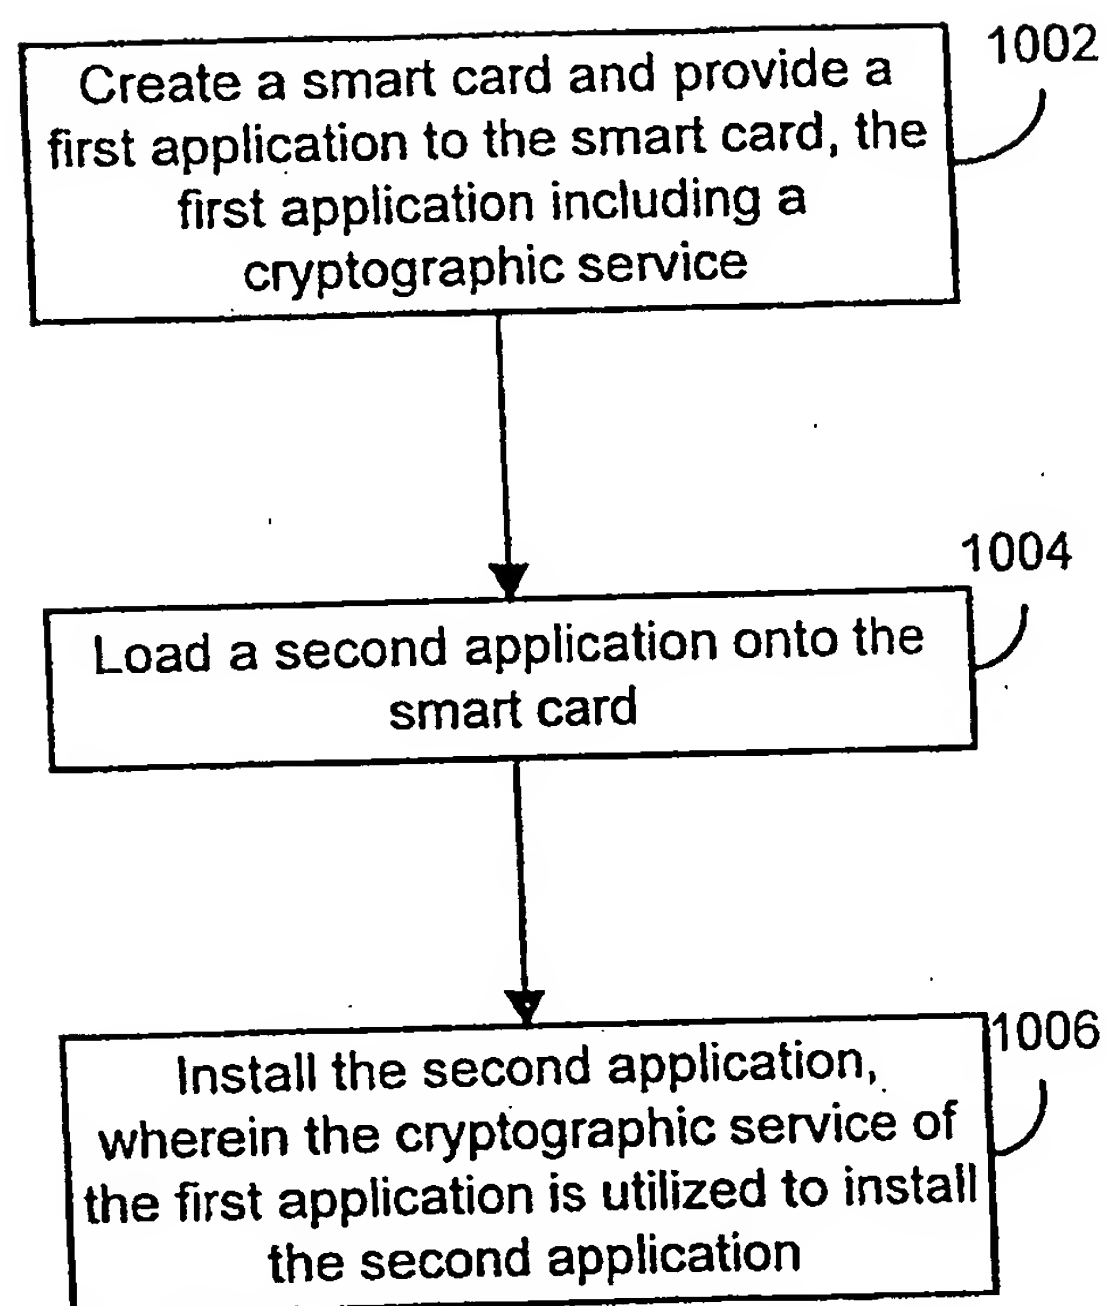 1002
Create a smart card and provide a
first application to the smart card, the
first application including a
cryptographic service
1004
Load a second application onto the
smart card
1006
Install the second application,
wherein the cryptographic service of
the first application is utilized to install
the second application